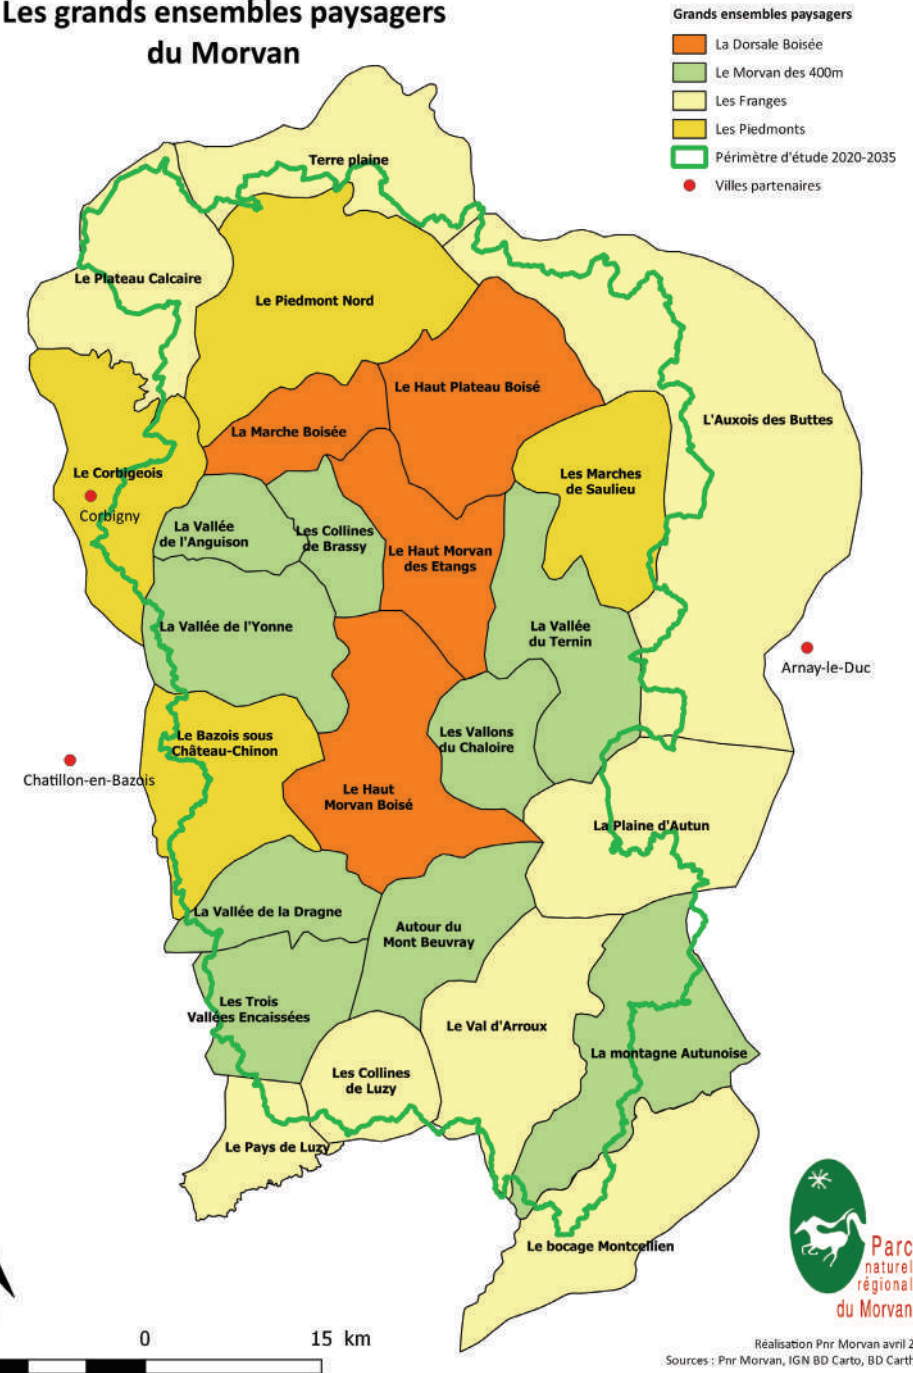 Les grands ensembles paysagers
du Morvan
Grands ensembles paysagers
La Dorsale Boisée
Le Morvan des 400m
Les Franges
Les Piedmonts
Périmètre d'étude 2020-2035
Villes partenaires
Terre plaine
Le Plateau Calcaire
Le Piedmont Nord
Le Haut Plateau Boisé
L'Auxois des Buttes
La Marche Boisée
Le Corbigeois
Les Marches
de Saulieu
Corbigny
La Vallée
de l'Anguison
Les Collines
de Brassy
Le Haut Morvan
des Etangs
La Vallée de l'Yonne
La Vallée
du Ternin
Arnay-le-Duc
Le Bazois sous
Château-Chinon
Les Vallons
du Chaloire
Chatillon-en-Bazois
Le Haut
Morvan Boisé
La Plaine d'Autun
La Vallée de la Dragne
Autour du
Mont Beuvray
Les Trois
Vallées Encaissées
Le Val d'Arroux
La montagne Autunoise
Les Collines
de Luzy
Le Pays de Luzy
Le bocage Montcellien
Parc
naturel
régional
du Morvan
0 15 km
Réalisation Pnr Morvan avril 2
Sources : Pnr Morvan, IGN BD Carto, BD Carth